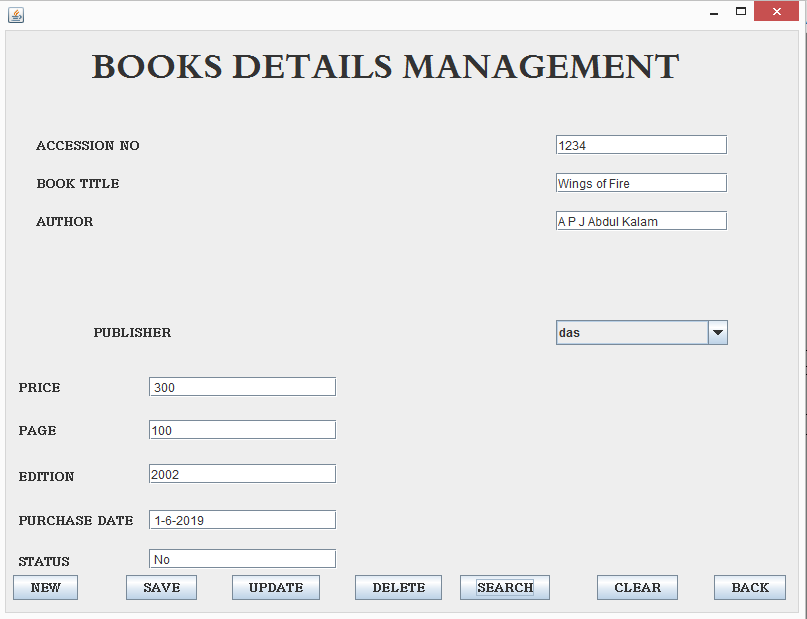 BOOKS DETAILS MANAGEMENT
ACCESSION NO 1234
BOOK TITLE Wings of Fire
AUTHOR A P J Abdul Kalam
PUBLISHER das
PRICE 300
PAGE 100
EDITION 2002
PURCHASE DATE 1-6-2019
STATUS No
NEW SAVE UPDATE DELETE SEARCH CLEAR BACK